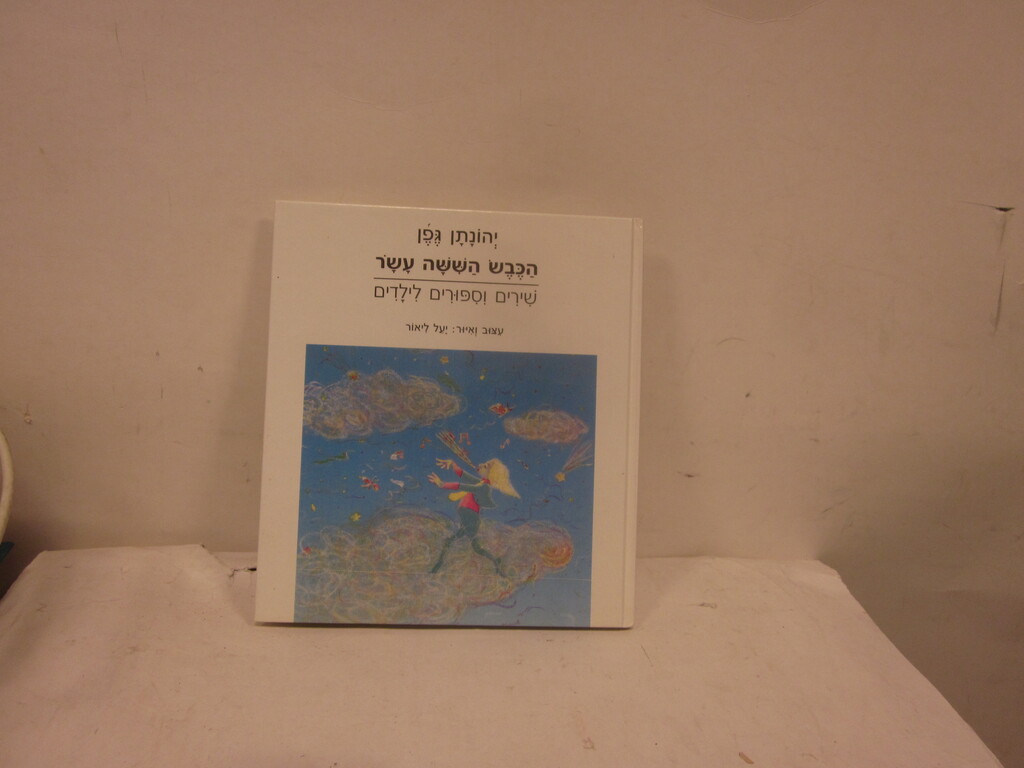 יְהוֹנָתָן גֶּפֶן
הַכֶּבֶשׂ הַשִּׁשָּׁה עָשָׂר
שִׁירִים וְסִפּוּרִים לִילָדִים
עִצּוּב וְאִיּוּר: יָעֵל לִיאוֹר